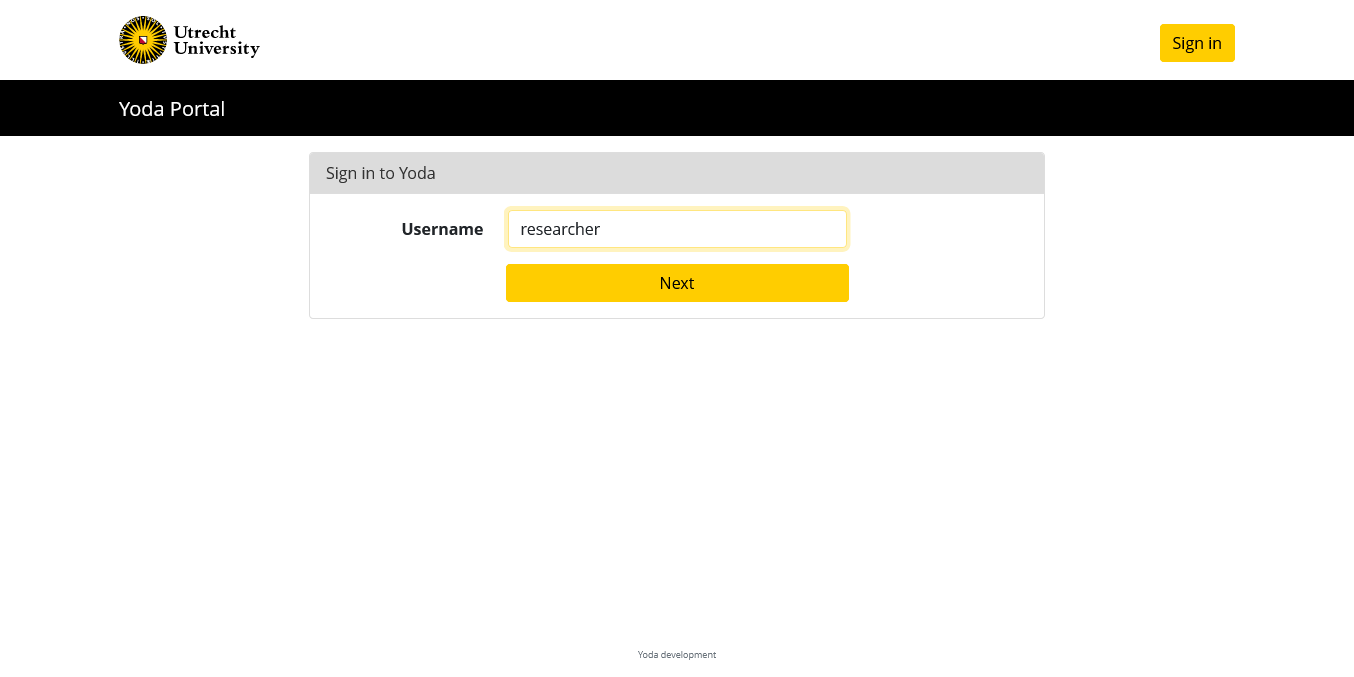 Utrecht
University
Sign in
Yoda Portal
Sign in to Yoda
Username
researcher
Next
Yoda development